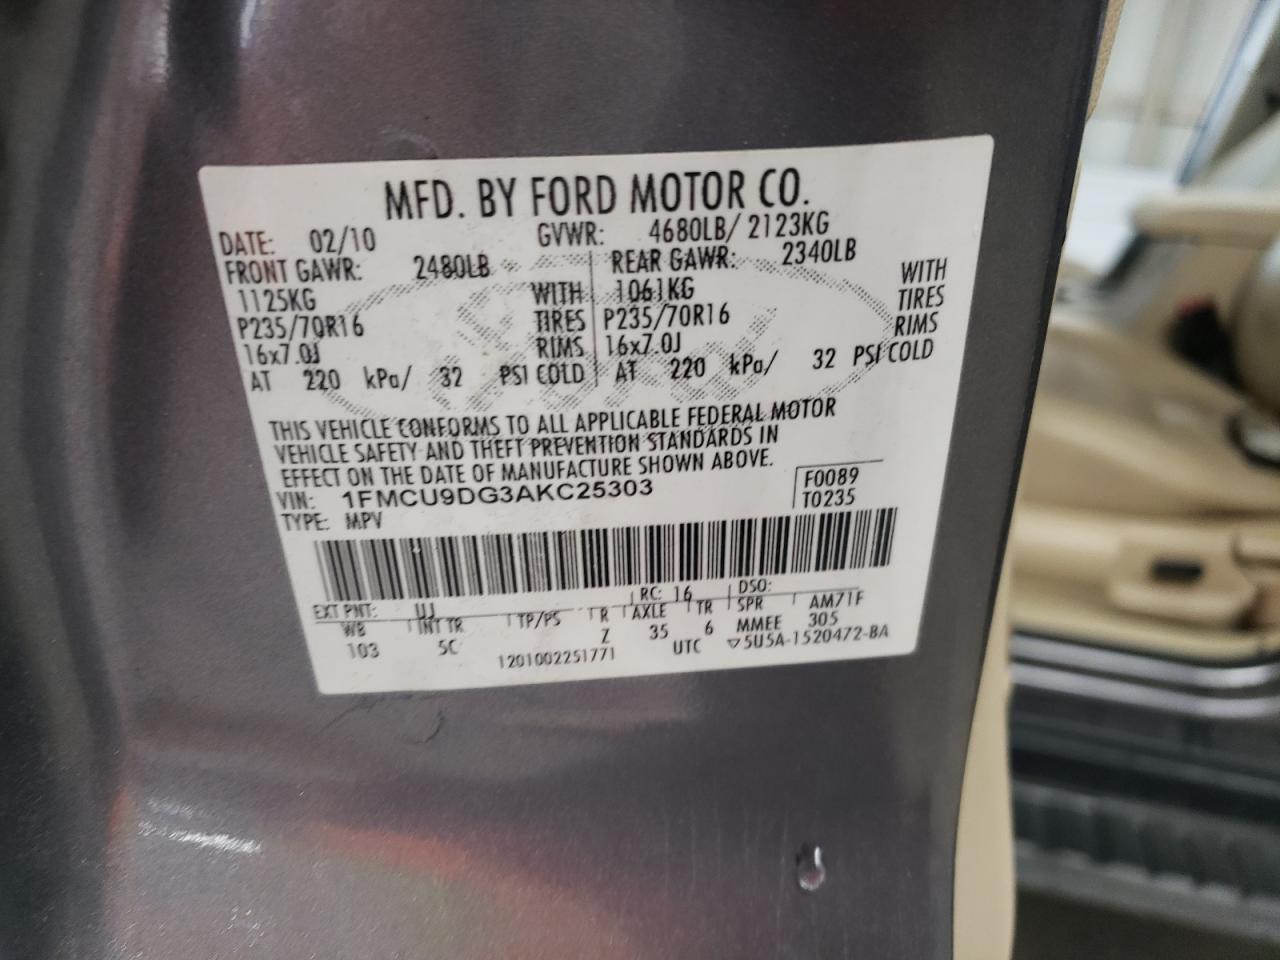 MFD. BY FORD MOTOR CO.
DATE: 02/10 GVWR: 4680LB/ 2123KG
FRONT GAWR: 2480LB REAR GAWR: 2340LB
1125KG WITH 1061KG WITH
P235/70R16 TIRES P235/70R16 TIRES
16x7.0J RIMS 16x7.0J RIMS
AT 220 kPa/ 32 PSI COLD AT 220 kPa/ 32 PSI COLD
THIS VEHICLE CONFORMS TO ALL APPLICABLE FEDERAL MOTOR
VEHICLE SAFETY AND THEFT PREVENTION STANDARDS IN
EFFECT ON THE DATE OF MANUFACTURE SHOWN ABOVE.
VIN: 1FMCU9DG3AKC25303 F0089
TYPE: MPV T0235
EXT PNT: UJ RC: 16 DSO:
WB INT TR TP/PS R AXLE TR SPR AM71F
103 5C Z 35 6 MMEE 305
1201002251771 UTC ▽5U5A-1520472-BA